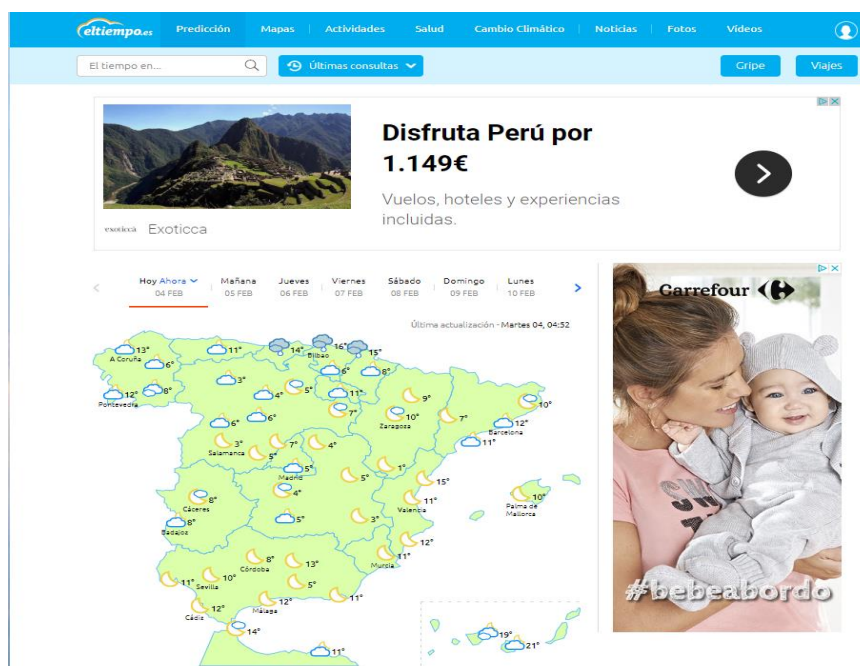 eltiempo.es Predicción Mapas Actividades Salud Cambio Climático Noticias Fotos Vídeos
El tiempo en... Últimas consultas Gripe Viajes
Disfruta Perú por
1.149€
Vuelos, hoteles y experiencias
incluidas.
exoticca Exoticca
Hoy Ahora Mañana Jueves Viernes Sábado Domingo Lunes
04 FEB 05 FEB 06 FEB 07 FEB 08 FEB 09 FEB 10 FEB
Última actualización - Martes 04, 04:52
Carrefour
13° 11° 14° 16° 15°
A Coruña Bilbao
6° 6° 8°
12° 8° 3° 4° 5° 11° 9° 10°
Pontevedra
6° 6° 7° 10° 7° 12°
Zaragoza Barcelona
3° 7° 4° 11°
Salamanca 5°
5° 1°
Madrid 5° 15°
8° 4° 11° 10°
Cáceres Valencia Palma de
Mallorca
8° 5° 3°
Badajos
12°
8° 13° 11°
Córdoba Murcia
11° 10° 5°
Sevilla
12° 12° 11°
Cádiz Málaga
14° 19°
11° 21°
#bebeabordo